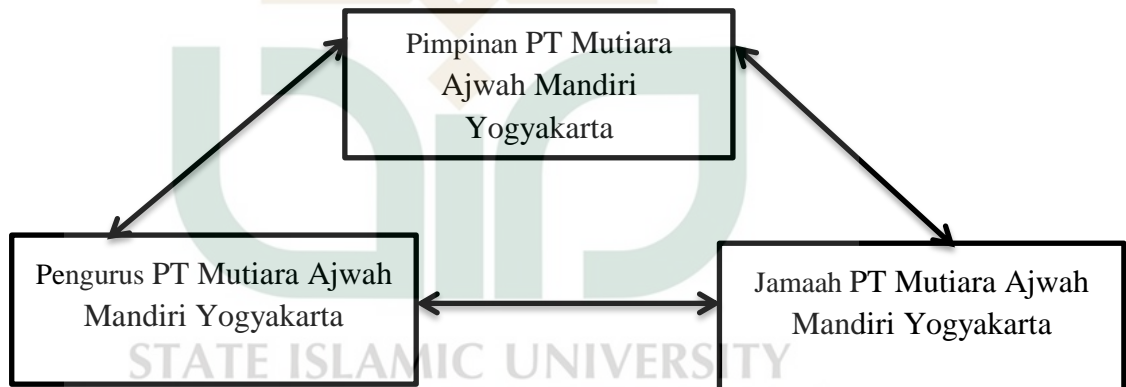 Pimpinan PT Mutiara
Ajwah Mandiri
Yogyakarta
Pengurus PT Mutiara Ajwah
Mandiri Yogyakarta
Jamaah PT Mutiara Ajwah
Mandiri Yogyakarta
STATE ISLAMIC UNIVERSITY